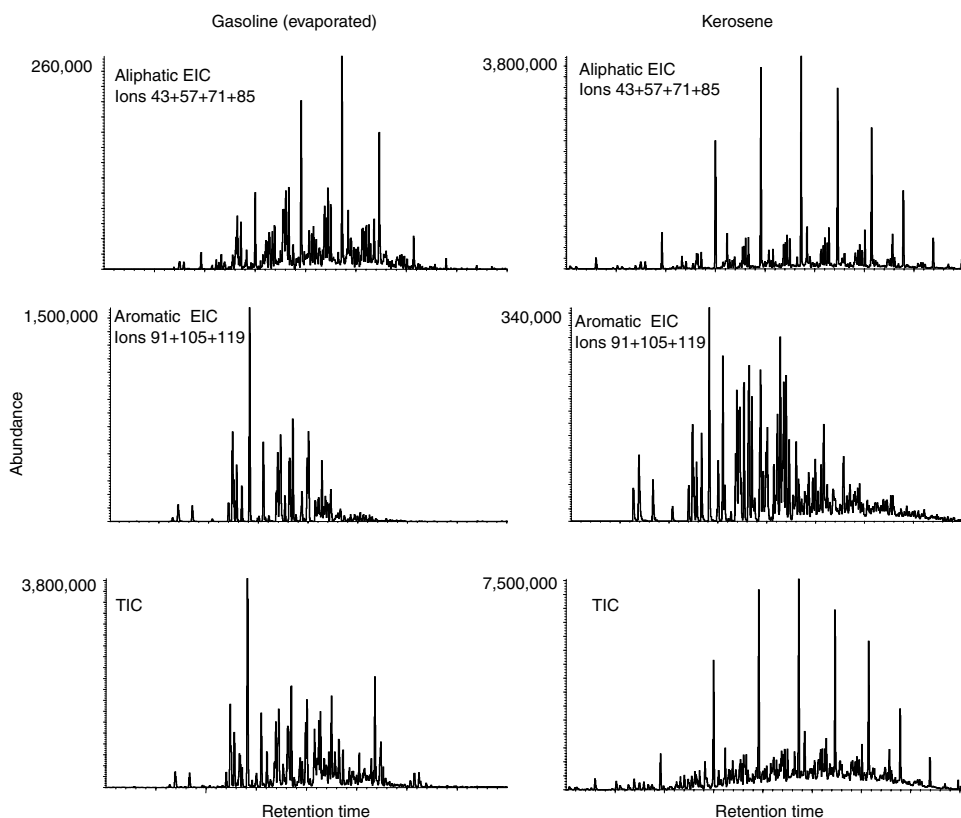 Gasoline (evaporated)
Kerosene
260,000
Aliphatic EIC
Ions 43+57+71+85
3,800,000
Aliphatic EIC
Ions 43+57+71+85
1,500,000
Aromatic EIC
Ions 91+105+119
340,000
Aromatic EIC
Ions 91+105+119
Abundance
3,800,000
TIC
7,500,000
TIC
Retention time
Retention time